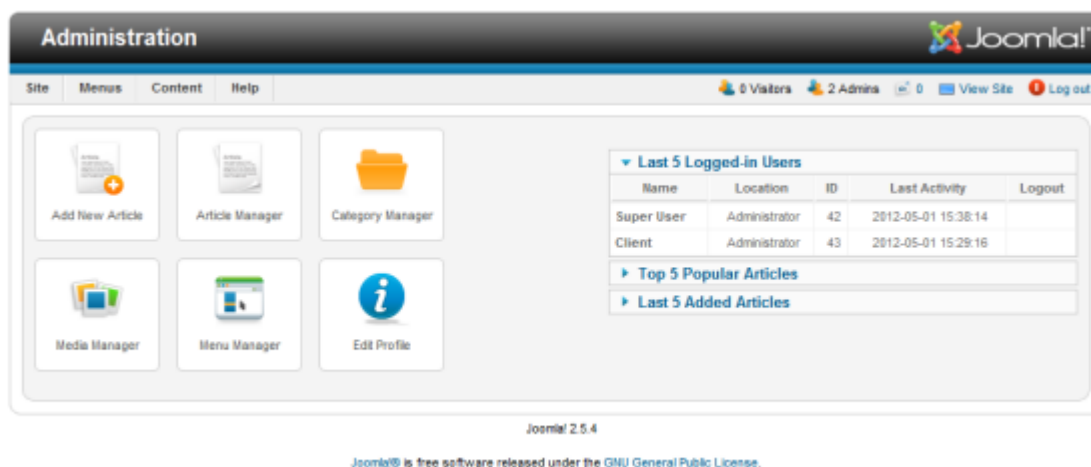 Administration
Joomla!
Site Menus Content Help
0 Visitors 2 Admins 0 View Site Log out
Add New Article Article Manager Category Manager
Media Manager Menu Manager Edit Profile
Last 5 Logged-in Users
Name Location ID Last Activity Logout
Super User Administrator 42 2012-05-01 15:38:14
Client Administrator 43 2012-05-01 15:29:16
Top 5 Popular Articles
Last 5 Added Articles
Joomla! 2.5.4
Joomla!® is free software released under the GNU General Public License.